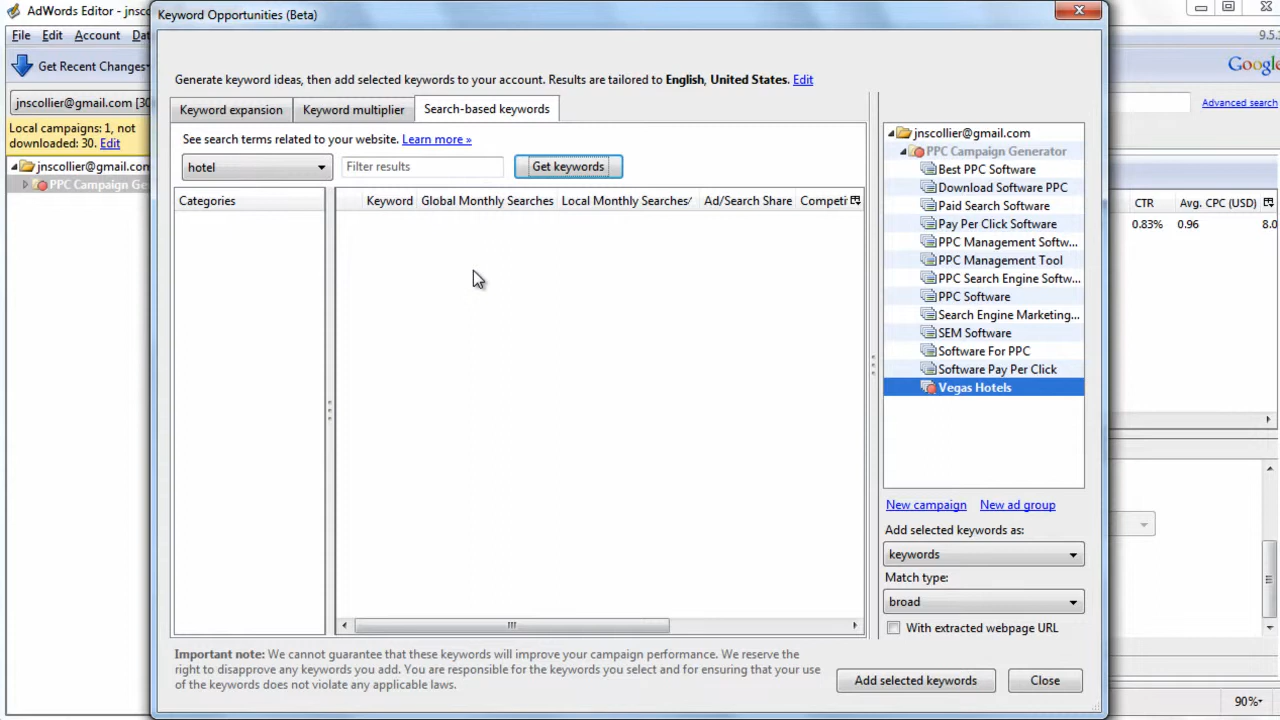 AdWords Editor - jnsc
Keyword Opportunities (Beta)
File Edit Account Dat
9.5.
Get Recent Changes
Google
Generate keyword ideas, then add selected keywords to your account. Results are tailored to English, United States. Edit
jnscollier@gmail.com [30
Advanced search
Keyword expansion Keyword multiplier Search-based keywords
Local campaigns: 1, not
downloaded: 30. Edit
See search terms related to your website. Learn more »
jnscollier@gmail.com
hotel Filter results Get keywords
PPC Campaign Ge
Categories Keyword Global Monthly Searches Local Monthly Searches Ad/Search Share Competi
CTR Avg. CPC (USD)
0.83% 0.96 8.0
jnscollier@gmail.com
PPC Campaign Generator
Best PPC Software
Download Software PPC
Paid Search Software
Pay Per Click Software
PPC Management Softw...
PPC Management Tool
PPC Search Engine Softw...
PPC Software
Search Engine Marketing...
SEM Software
Software For PPC
Software Pay Per Click
Vegas Hotels
New campaign New ad group
Add selected keywords as:
keywords
Match type:
broad
With extracted webpage URL
Important note: We cannot guarantee that these keywords will improve your campaign performance. We reserve the
right to disapprove any keywords you add. You are responsible for the keywords you select and for ensuring that your use
of the keywords does not violate any applicable laws.
Add selected keywords Close
90%